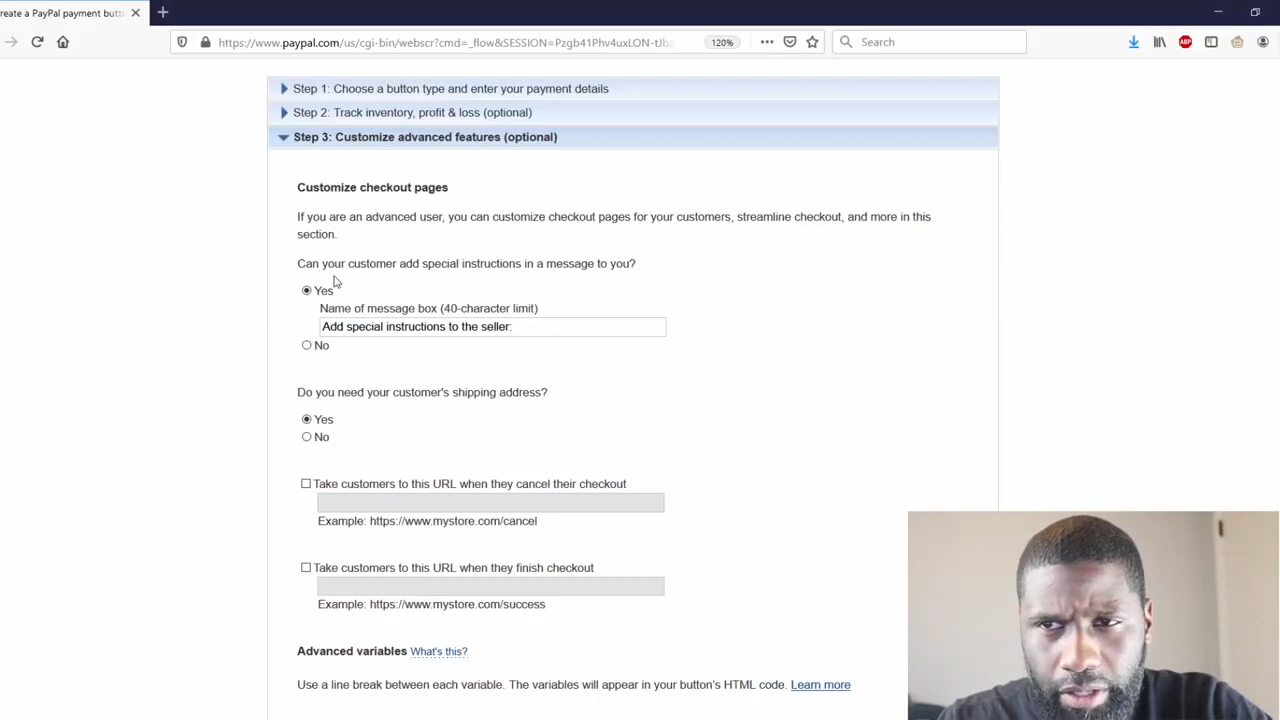 reate a PayPal payment butt
https://www.paypal.com/us/cgi-bin/webscr?cmd=_flow&SESSION=Pzgb41Phv4uxLON-tJba
120%
Search
ABP
Step 1: Choose a button type and enter your payment details
Step 2: Track inventory, profit & loss (optional)
Step 3: Customize advanced features (optional)
Customize checkout pages
If you are an advanced user, you can customize checkout pages for your customers, streamline checkout, and more in this
section.
Can your customer add special instructions in a message to you?
Yes
Name of message box (40-character limit)
Add special instructions to the seller:
No
Do you need your customer's shipping address?
Yes
No
Take customers to this URL when they cancel their checkout
Example: https://www.mystore.com/cancel
Take customers to this URL when they finish checkout
Example: https://www.mystore.com/success
Advanced variables What's this?
Use a line break between each variable. The variables will appear in your button's HTML code. Learn more